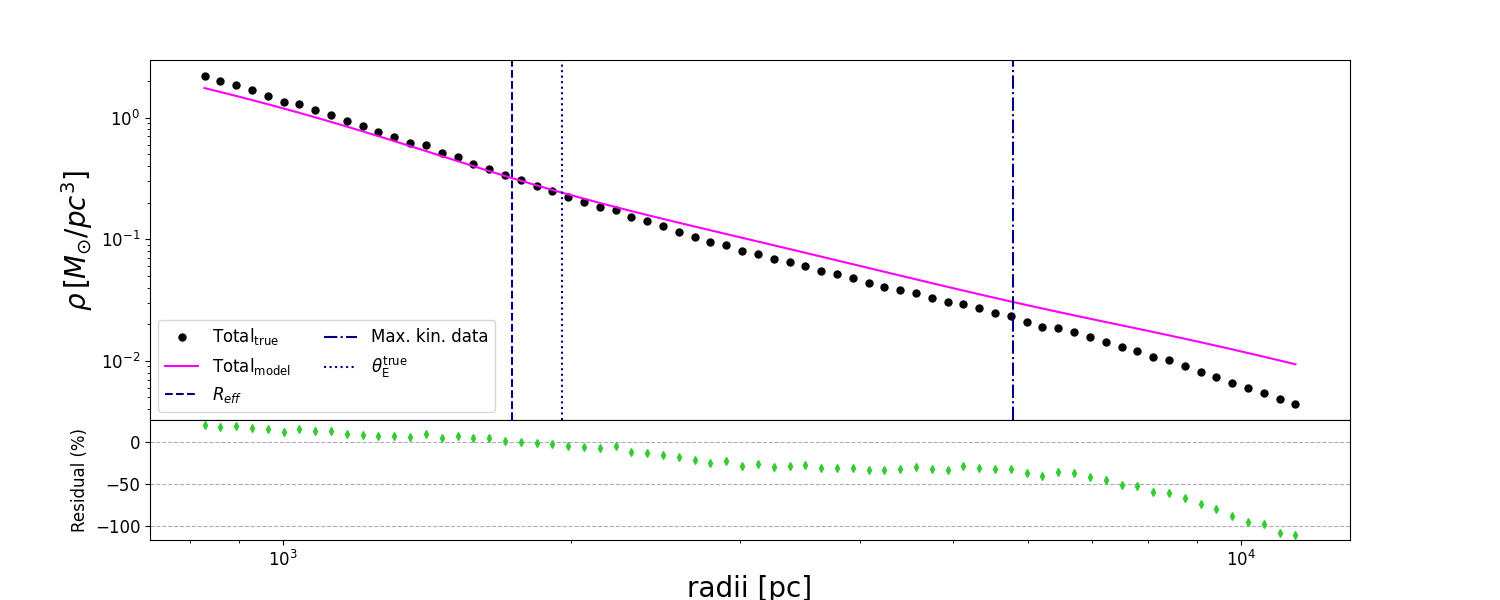 ρ [M⊙/pc³]
10⁰
10⁻¹
10⁻²
Total_true
Total_model
R_eff
Max. kin. data
θ_E^true
Residual (%)
0
−50
−100
10³
10⁴
radii [pc]